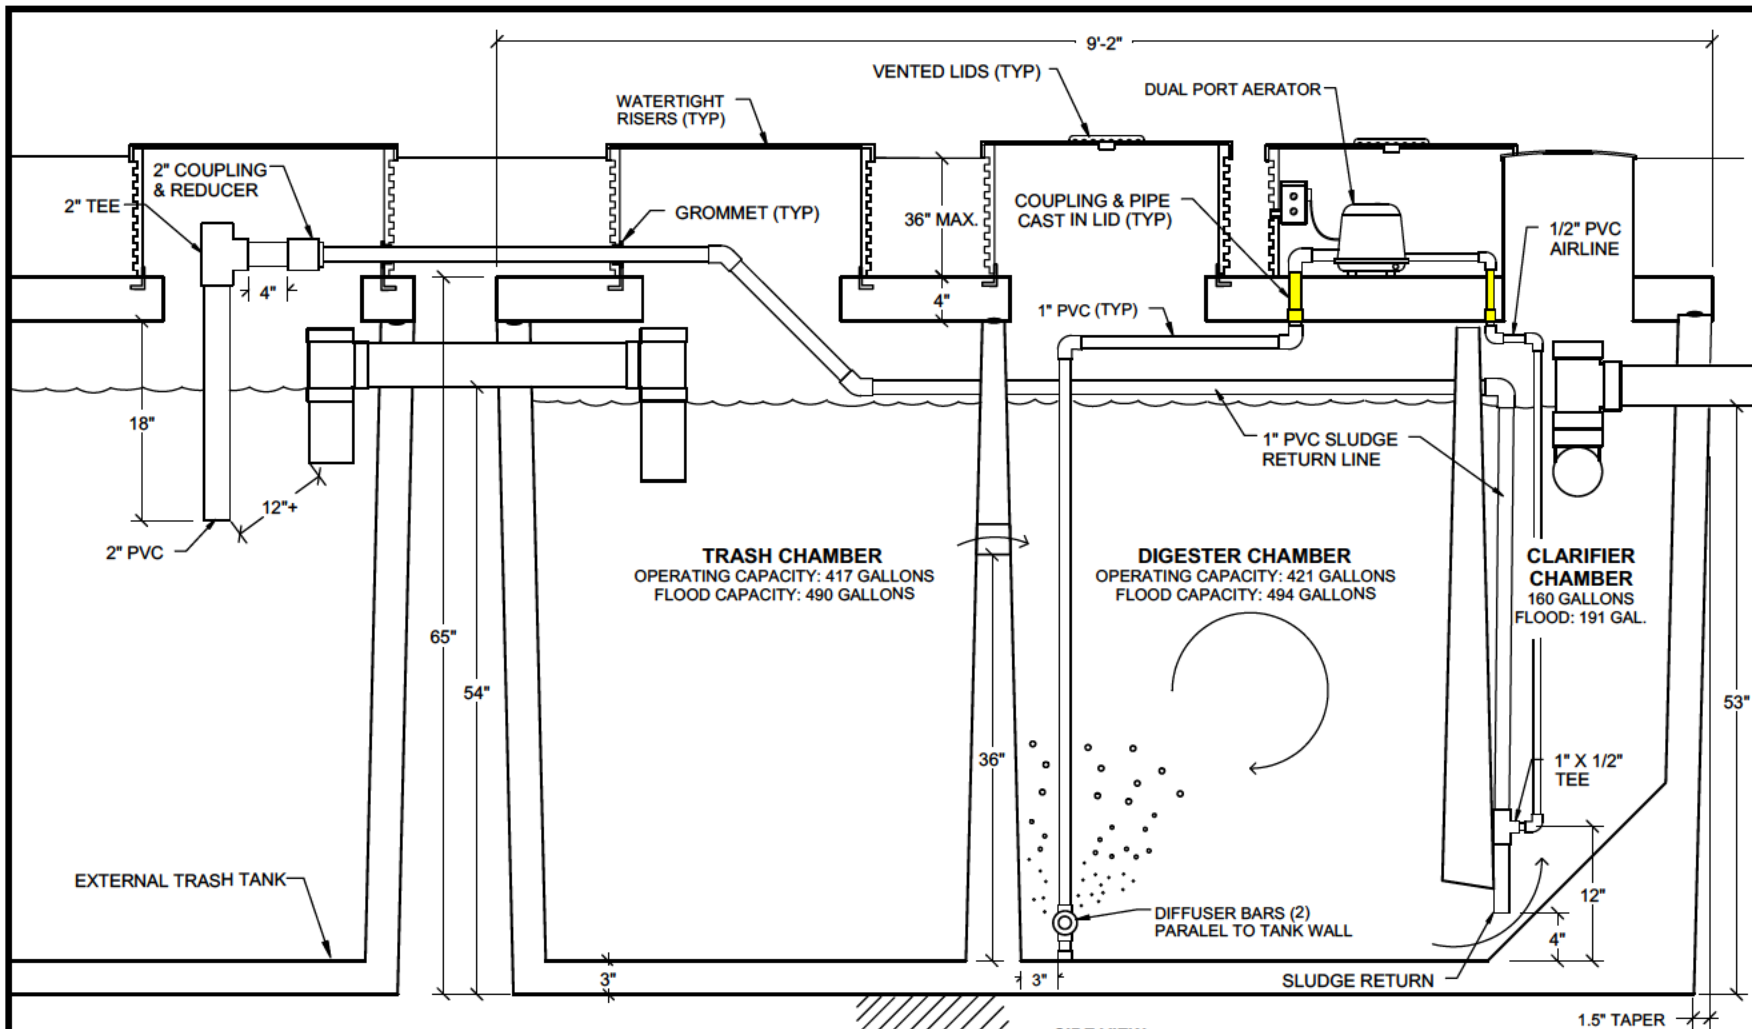 9'-2"
VENTED LIDS (TYP)
DUAL PORT AERATOR
WATERTIGHT
RISERS (TYP)
2" COUPLING
& REDUCER
2" TEE
GROMMET (TYP)
36" MAX.
COUPLING & PIPE
CAST IN LID (TYP)
1/2" PVC
AIRLINE
4"
4"
1" PVC (TYP)
18"
1" PVC SLUDGE
RETURN LINE
12"+
2" PVC
TRASH CHAMBER
OPERATING CAPACITY: 417 GALLONS
FLOOD CAPACITY: 490 GALLONS
DIGESTER CHAMBER
OPERATING CAPACITY: 421 GALLONS
FLOOD CAPACITY: 494 GALLONS
CLARIFIER
CHAMBER
160 GALLONS
FLOOD: 191 GAL.
65"
54"
53"
36"
1" X 1/2"
TEE
EXTERNAL TRASH TANK
12"
DIFFUSER BARS (2)
PARALEL TO TANK WALL
4"
3"
3"
SLUDGE RETURN
1.5" TAPER